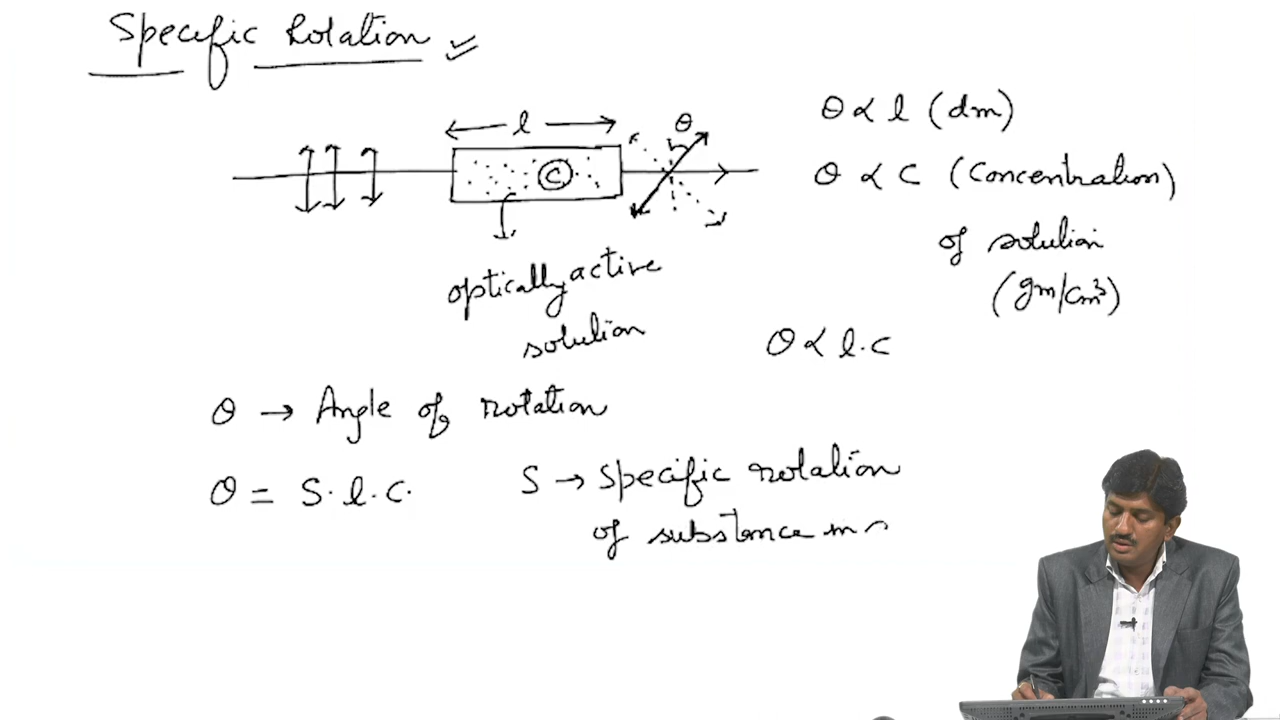 Specific Rotation
l
θ
C
optically active
solution
θ ∝ l (dm)
θ ∝ C (Concentration)
of solution
(gm/cm³)
θ ∝ l.c
θ → Angle of rotation
θ = S.l.c.
S → Specific rotation
of substance in